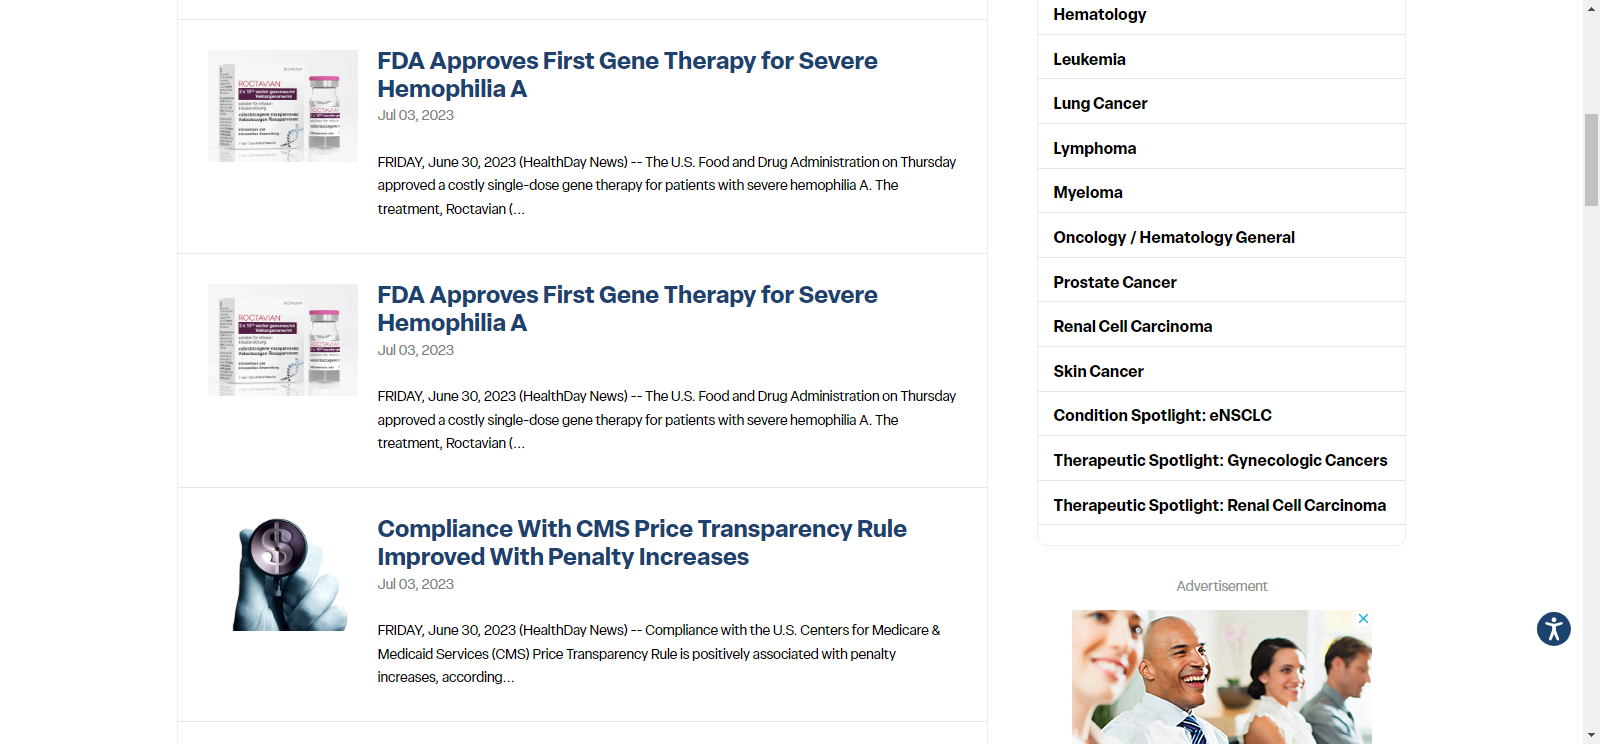 FDA Approves First Gene Therapy for Severe
Hemophilia A
Jul 03, 2023
FRIDAY, June 30, 2023 (HealthDay News) -- The U.S. Food and Drug Administration on Thursday
approved a costly single-dose gene therapy for patients with severe hemophilia A. The
treatment, Roctavian (...
ROCTAVIAN
FDA Approves First Gene Therapy for Severe
Hemophilia A
Jul 03, 2023
FRIDAY, June 30, 2023 (HealthDay News) -- The U.S. Food and Drug Administration on Thursday
approved a costly single-dose gene therapy for patients with severe hemophilia A. The
treatment, Roctavian (...
ROCTAVIAN
Compliance With CMS Price Transparency Rule
Improved With Penalty Increases
Jul 03, 2023
FRIDAY, June 30, 2023 (HealthDay News) -- Compliance with the U.S. Centers for Medicare &
Medicaid Services (CMS) Price Transparency Rule is positively associated with penalty
increases, according...
$
Hematology
Leukemia
Lung Cancer
Lymphoma
Myeloma
Oncology / Hematology General
Prostate Cancer
Renal Cell Carcinoma
Skin Cancer
Condition Spotlight: eNSCLC
Therapeutic Spotlight: Gynecologic Cancers
Therapeutic Spotlight: Renal Cell Carcinoma
Advertisement